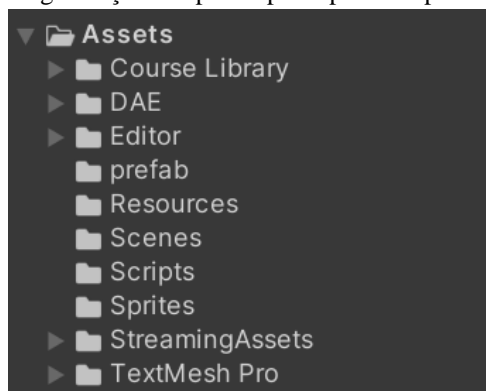 Assets
Course Library
DAE
Editor
prefab
Resources
Scenes
Scripts
Sprites
StreamingAssets
TextMesh Pro